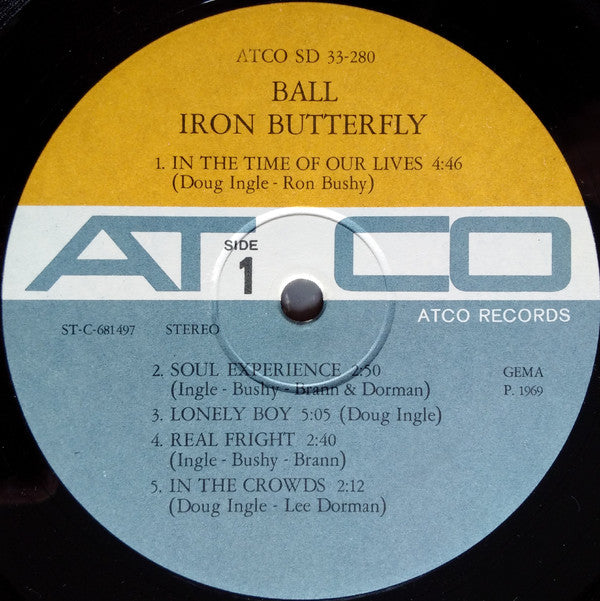 ATCO SD 33-280
BALL
IRON BUTTERFLY
1. IN THE TIME OF OUR LIVES 4:46
(Doug Ingle - Ron Bushy)
ATCO
SIDE
1
ATCO RECORDS
ST-C-681497 STEREO
2. SOUL EXPERIENCE 2:50
(Ingle - Bushy - Brann & Dorman)
GEMA
P. 1969
3. LONELY BOY 5:05 (Doug Ingle)
4. REAL FRIGHT 2:40
(Ingle - Bushy - Brann)
5. IN THE CROWDS 2:12
(Doug Ingle - Lee Dorman)